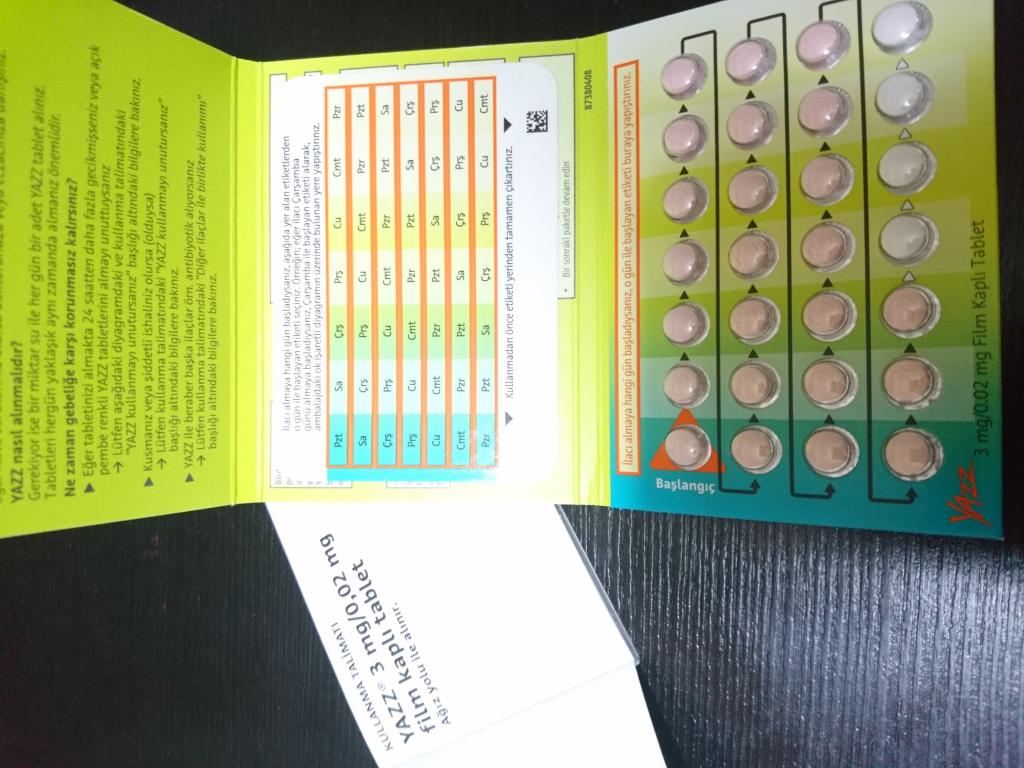 YAZZ nasıl alınmalıdır?
Gerekiyor ise bir miktar su ile her gün bir adet YAZZ tablet alınız.
Tabletleri hergün yaklaşık aynı zamanda almanız önemlidir.
Ne zaman gebeliğe karşı korunmasız kalırsınız?
▶ Eğer tabletinizi almakta 24 saatten daha fazla gecikmişseniz veya açık
pembe renkli YAZZ tabletlerini almayı unuttuysanız
→ Lütfen aşağıdaki diyagramdaki ve kullanma talimatındaki
"YAZZ kullanmayı unutursanız" başlığı altındaki bilgilere bakınız.
▶ Kusmanız veya şiddetli ishaliniz olursa (olduysa)
→ Lütfen kullanma talimatındaki "YAZZ kullanmayı unutursanız"
başlığı altındaki bilgilere bakınız.
▶ YAZZ ile beraber başka ilaçlar örn. antibiyotik alıyorsanız
→ Lütfen kullanma talimatındaki "Diğer ilaçlar ile birlikte kullanımı"
başlığı altındaki bilgilere bakınız.
İlacı almaya hangi gün başladıysanız, aşağıda yer alan etiketlerden
o gün ile başlayan etiketi seçiniz. Örneğin; eğer ilacı Çarşamba
günü almaya başladıysanız, Çarşamba ile başlayan etiketi alarak,
ambalajdaki ok işaretli diyagramın üzerinde bulunan yere yapıştırınız.
Pzt Sa Çrş Prş Cu Cmt Pzr
Sa Çrş Prş Cu Cmt Pzr Pzt
Çrş Prş Cu Cmt Pzr Pzt Sa
Prş Cu Cmt Pzr Pzt Sa Çrş
Cu Cmt Pzr Pzt Sa Çrş Prş
Cmt Pzr Pzt Sa Çrş Prş Cu
Pzr Pzt Sa Çrş Prş Cu Cmt
Kullanmadan önce etiketi yerinden tamamen çıkartınız.
• Bir sonraki paketle devam edin
87380408
İlacı almaya hangi gün başladıysanız, o gün ile başlayan etiketi buraya yapıştırınız.
Başlangıç
YAZZ
3 mg/0.02 mg Film Kaplı Tablet
KULLANMA TALİMATI
YAZZ® 3 mg/0,02 mg
film kaplı tablet
Ağız yolu ile alınır.